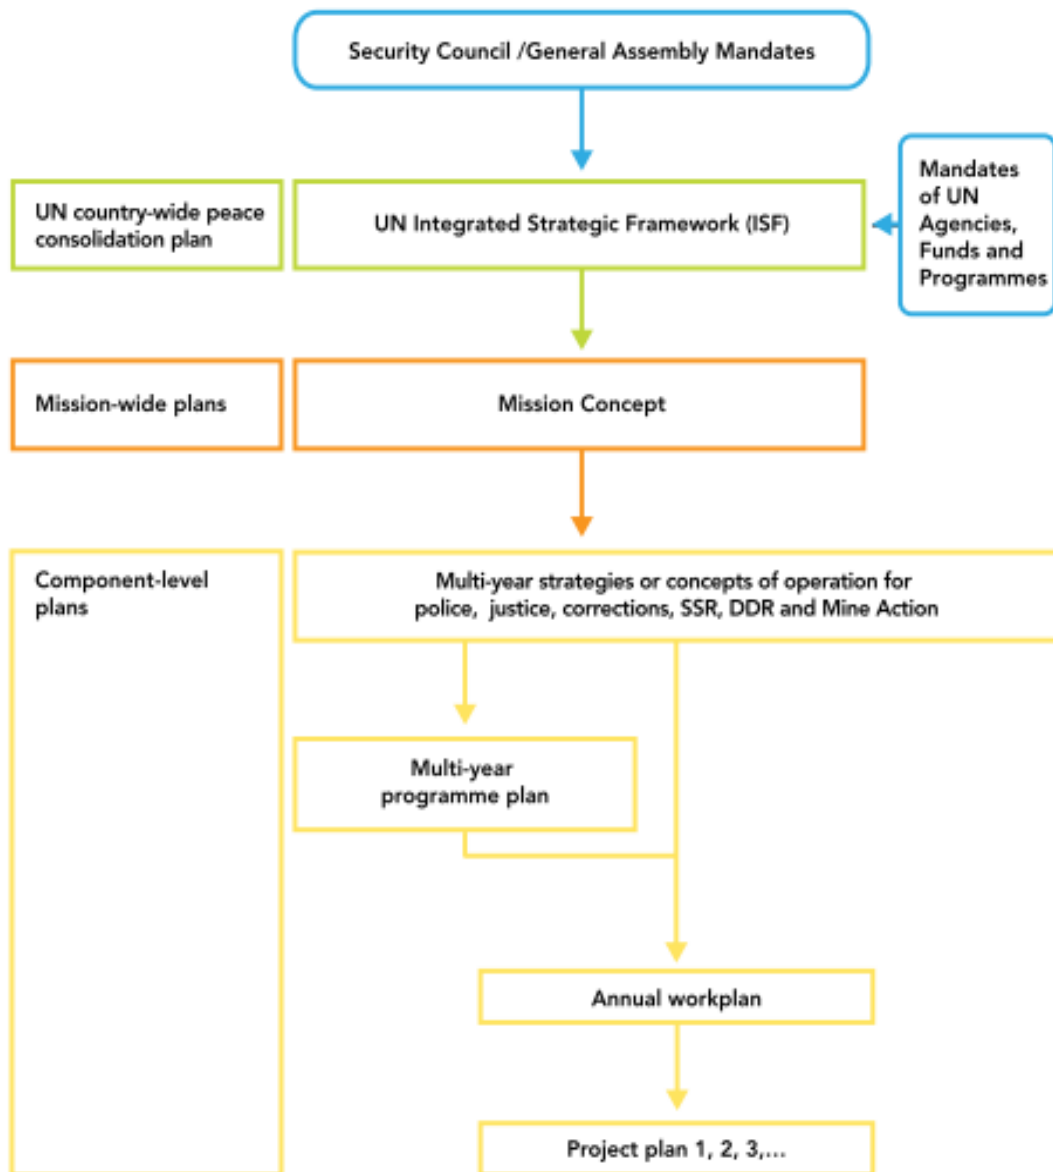 Security Council /General Assembly Mandates
Mandates
of UN
Agencies,
Funds and
Programmes
UN country-wide peace
consolidation plan
UN Integrated Strategic Framework (ISF)
Mission-wide plans
Mission Concept
Component-level
plans
Multi-year strategies or concepts of operation for
police, justice, corrections, SSR, DDR and Mine Action
Multi-year
programme plan
Annual workplan
Project plan 1, 2, 3,...